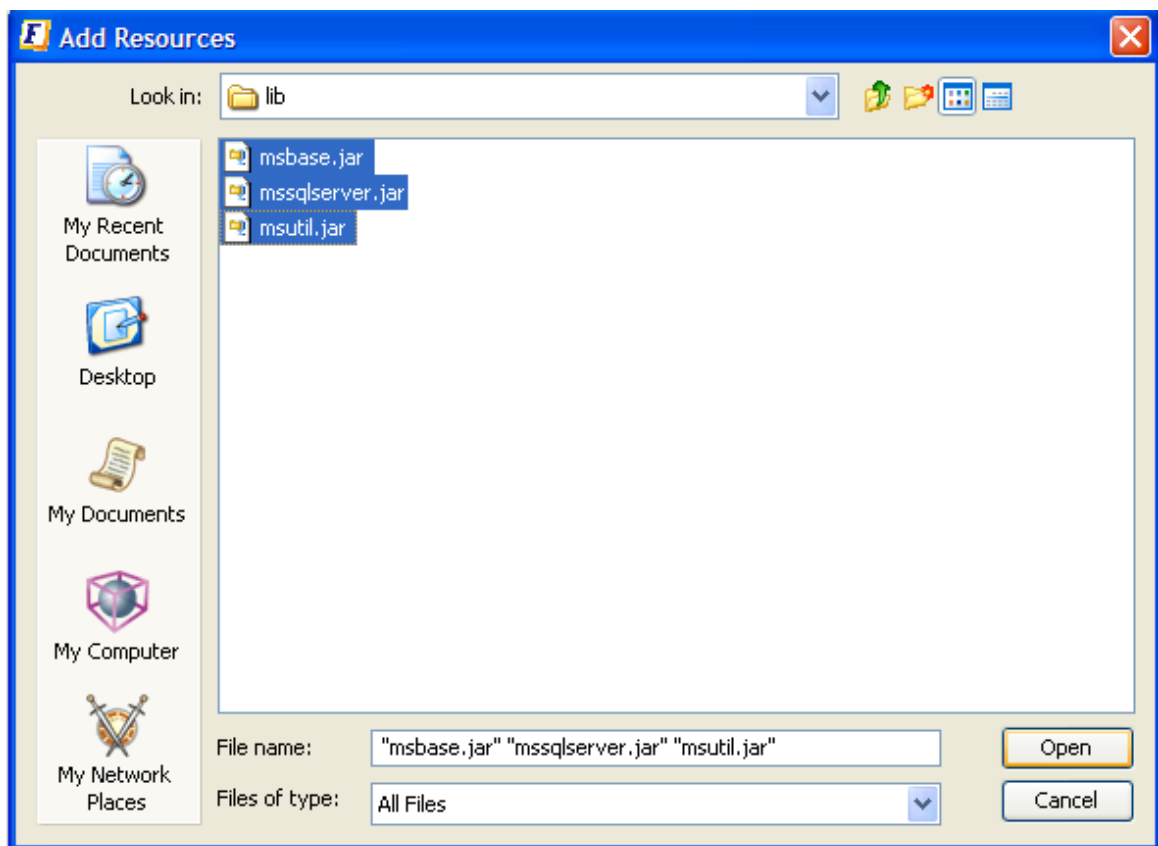 F Add Resources
Look in: lib
msbase.jar
mssqlserver.jar
msutil.jar
My Recent
Documents
Desktop
My Documents
My Computer
My Network
Places
File name: "msbase.jar" "mssqlserver.jar" "msutil.jar" Open
Files of type: All Files Cancel